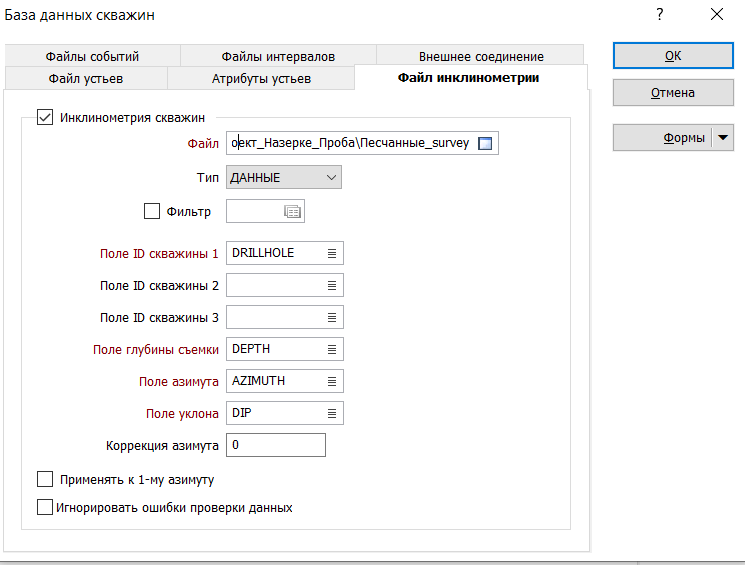 База данных скважин
?
OK
Отмена
Формы
Файлы событий
Файлы интервалов
Внешнее соединение
Файл устьев
Атрибуты устьев
Файл инклинометрии
Инклинометрия скважин
Файл оект_Назерке_Проба\Песчанные_survey
Тип ДАННЫЕ
Фильтр
Поле ID скважины 1 DRILLHOLE
Поле ID скважины 2
Поле ID скважины 3
Поле глубины съемки DEPTH
Поле азимута AZIMUTH
Поле уклона DIP
Коррекция азимута 0
Применять к 1-му азимуту
Игнорировать ошибки проверки данных